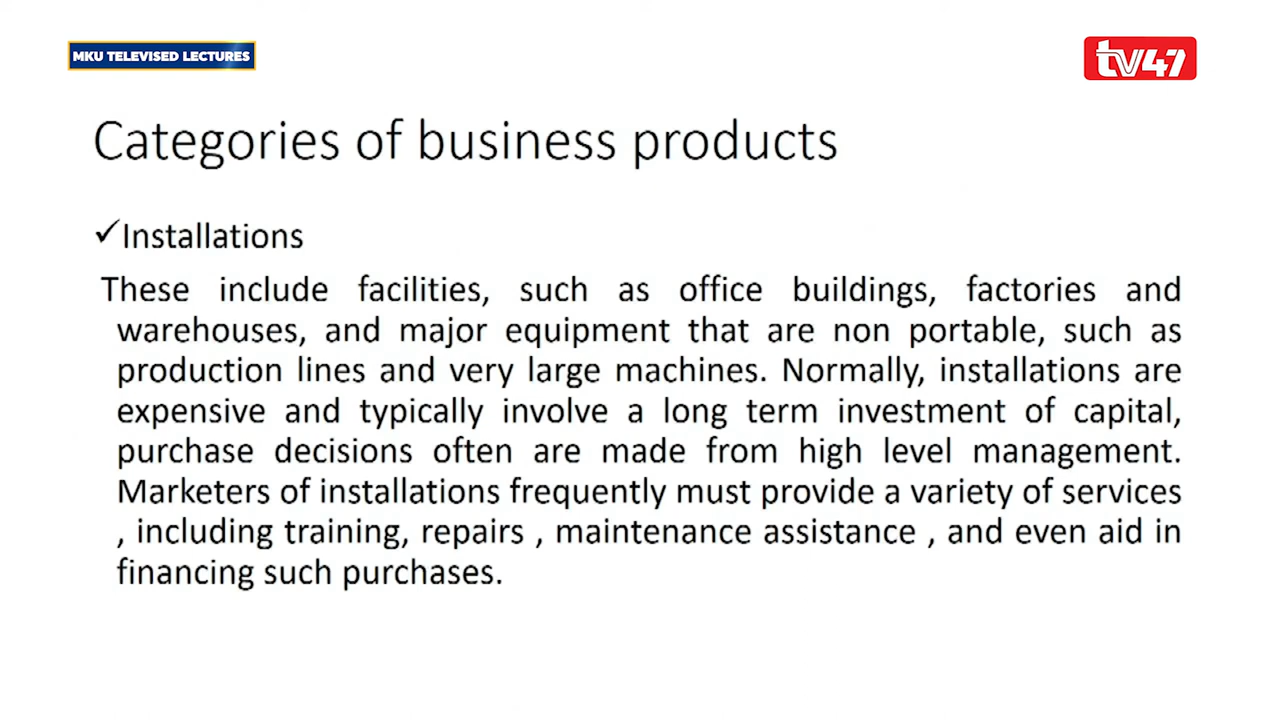 MKU TELEVISED LECTURES
tv47
Categories of business products
✓Installations
These include facilities, such as office buildings, factories and
warehouses, and major equipment that are non portable, such as
production lines and very large machines. Normally, installations are
expensive and typically involve a long term investment of capital,
purchase decisions often are made from high level management.
Marketers of installations frequently must provide a variety of services
, including training, repairs , maintenance assistance , and even aid in
financing such purchases.